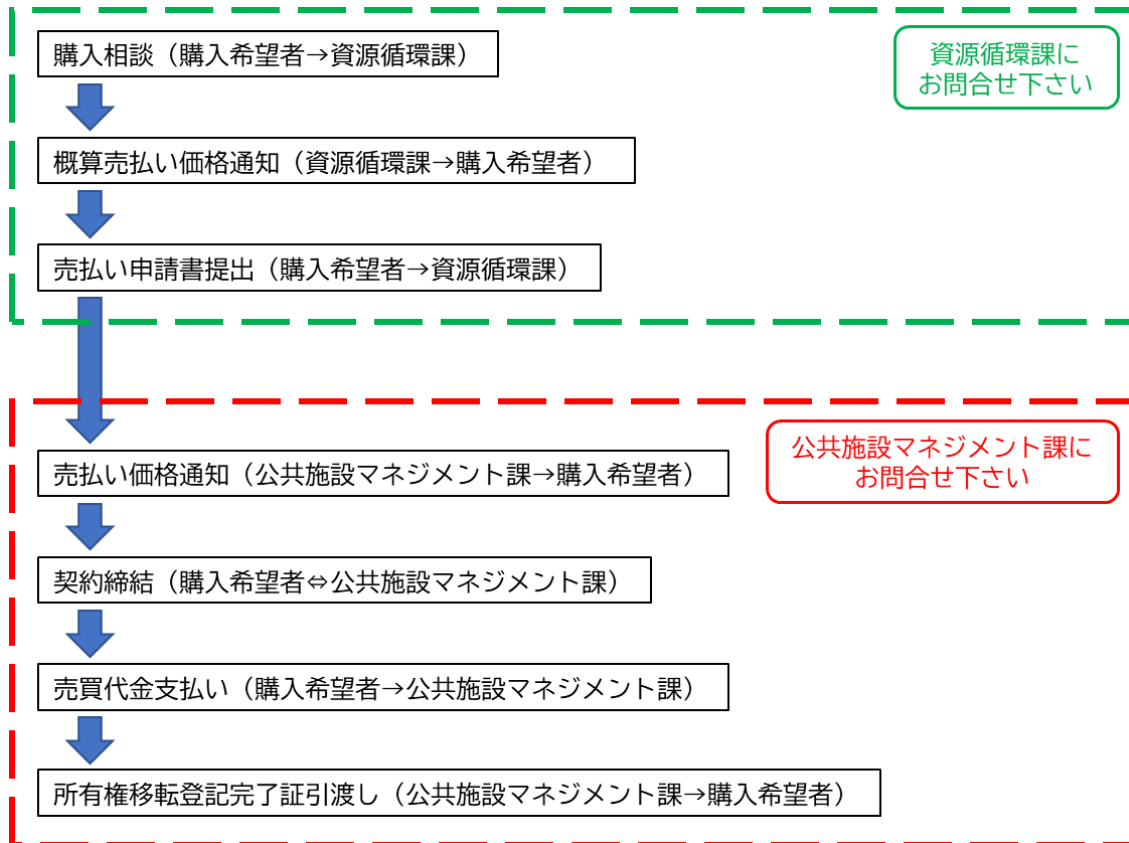 購入相談（購入希望者→資源循環課）
資源循環課に
お問合せ下さい
概算売払い価格通知（資源循環課→購入希望者）
売払い申請書提出（購入希望者→資源循環課）
公共施設マネジメント課に
お問合せ下さい
売払い価格通知（公共施設マネジメント課→購入希望者）
契約締結（購入希望者⇔公共施設マネジメント課）
売買代金支払い（購入希望者→公共施設マネジメント課）
所有権移転登記完了証引渡し（公共施設マネジメント課→購入希望者）